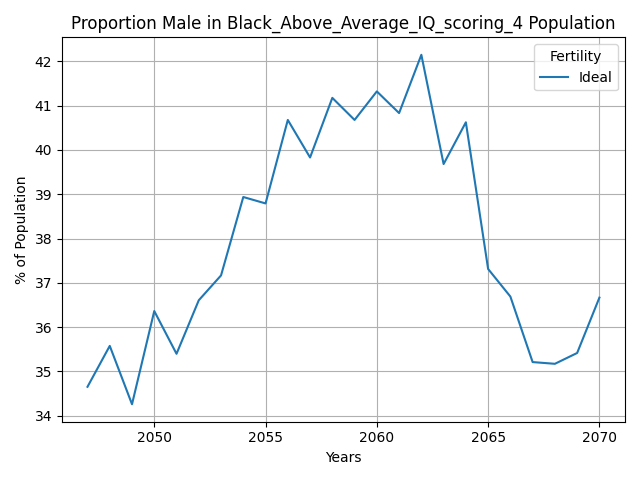 Proportion Male in Black_Above_Average_IQ_scoring_4 Population
Fertility
Ideal
% of Population
42
41
40
39
38
37
36
35
34
2050 2055 2060 2065 2070
Years